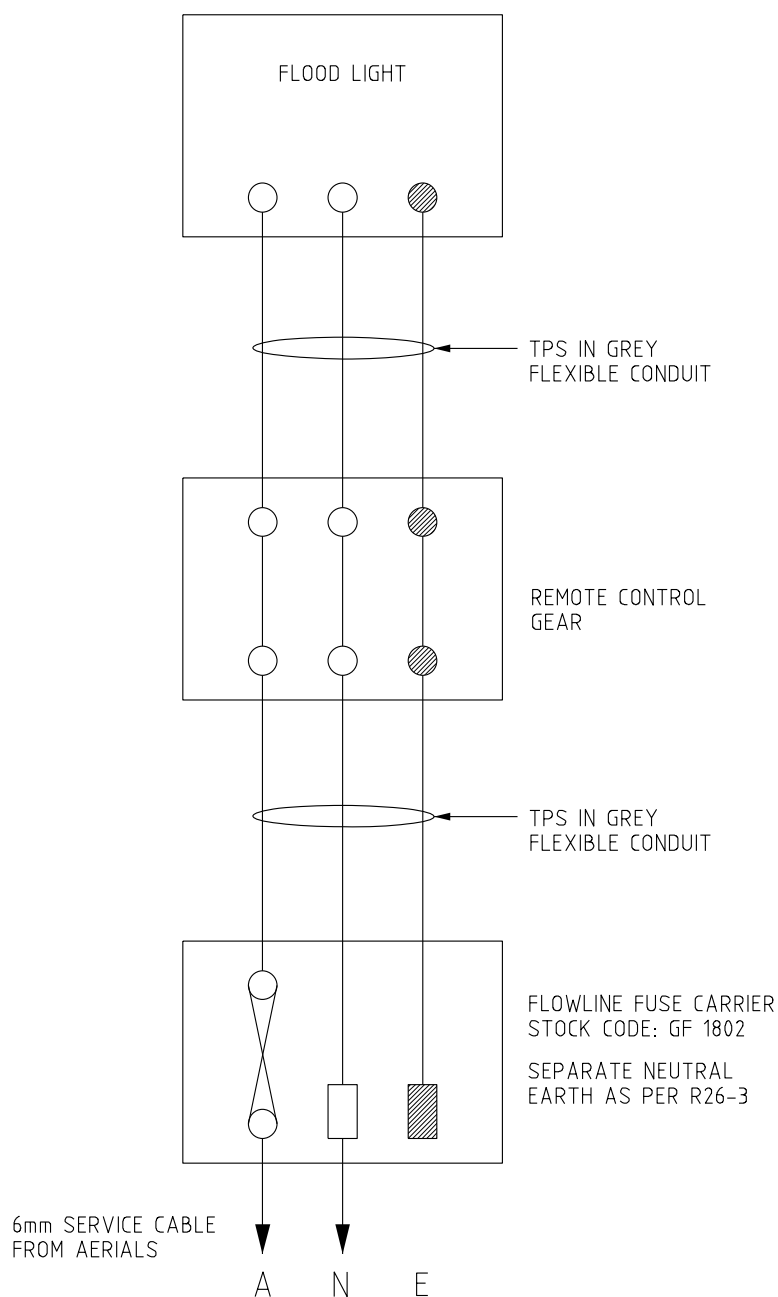 FLOOD LIGHT
TPS IN GREY
FLEXIBLE CONDUIT
REMOTE CONTROL
GEAR
TPS IN GREY
FLEXIBLE CONDUIT
FLOWLINE FUSE CARRIER
STOCK CODE: GF 1802
SEPARATE NEUTRAL
EARTH AS PER R26-3
6mm SERVICE CABLE
FROM AERIALS
A N E